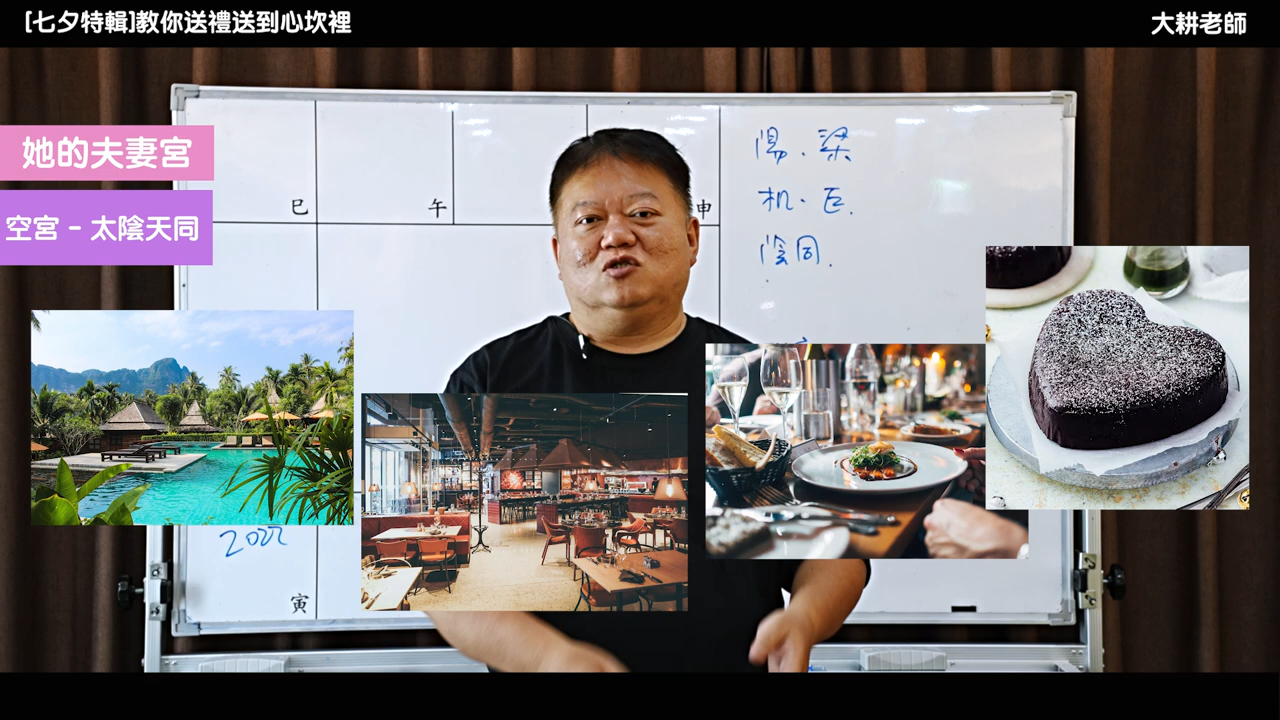 [七夕特輯]教你送禮送到心坎裡
大耕老師
她的夫妻宮
空宮 - 太陰天同
巳
午
申
陽．梁
机．巨．
陰同．
2022
寅